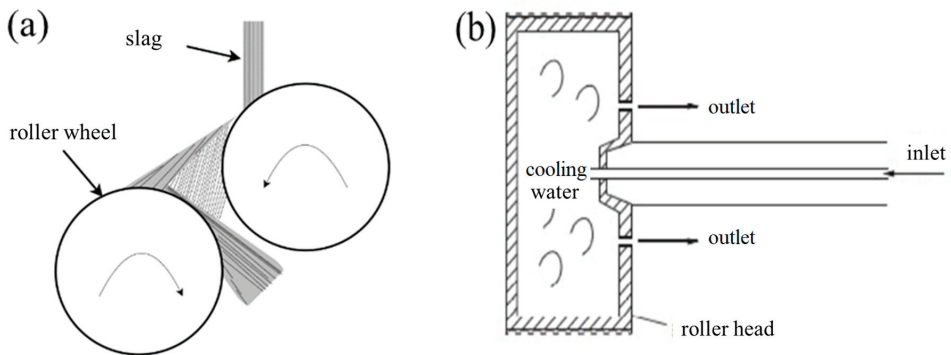 (a)
slag
roller wheel
(b)
outlet
inlet
cooling
water
outlet
roller head